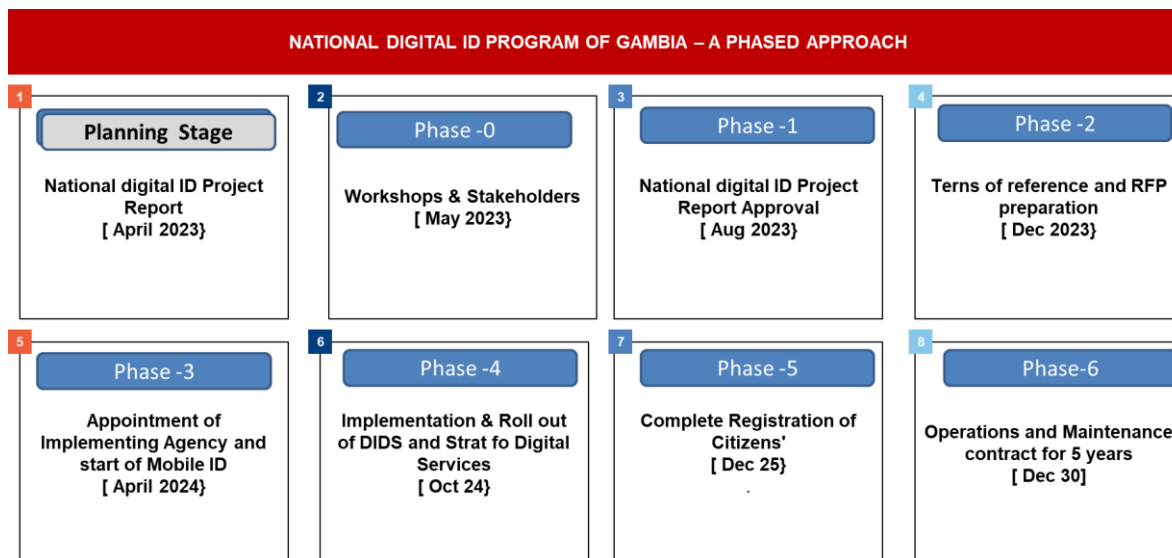 NATIONAL DIGITAL ID PROGRAM OF GAMBIA – A PHASED APPROACH
1
Planning Stage
National digital ID Project
Report
[ April 2023}
2
Phase -0
Workshops & Stakeholders
[ May 2023}
3
Phase -1
National digital ID Project
Report Approval
[ Aug 2023}
4
Phase -2
Terns of reference and RFP
preparation
[ Dec 2023}
5
Phase -3
Appointment of
Implementing Agency and
start of Mobile ID
[ April 2024}
6
Phase -4
Implementation & Roll out
of DIDS and Strat fo Digital
Services
[ Oct 24}
7
Phase -5
Complete Registration of
Citizens'
[ Dec 25}
.
8
Phase-6
Operations and Maintenance
contract for 5 years
[ Dec 30]